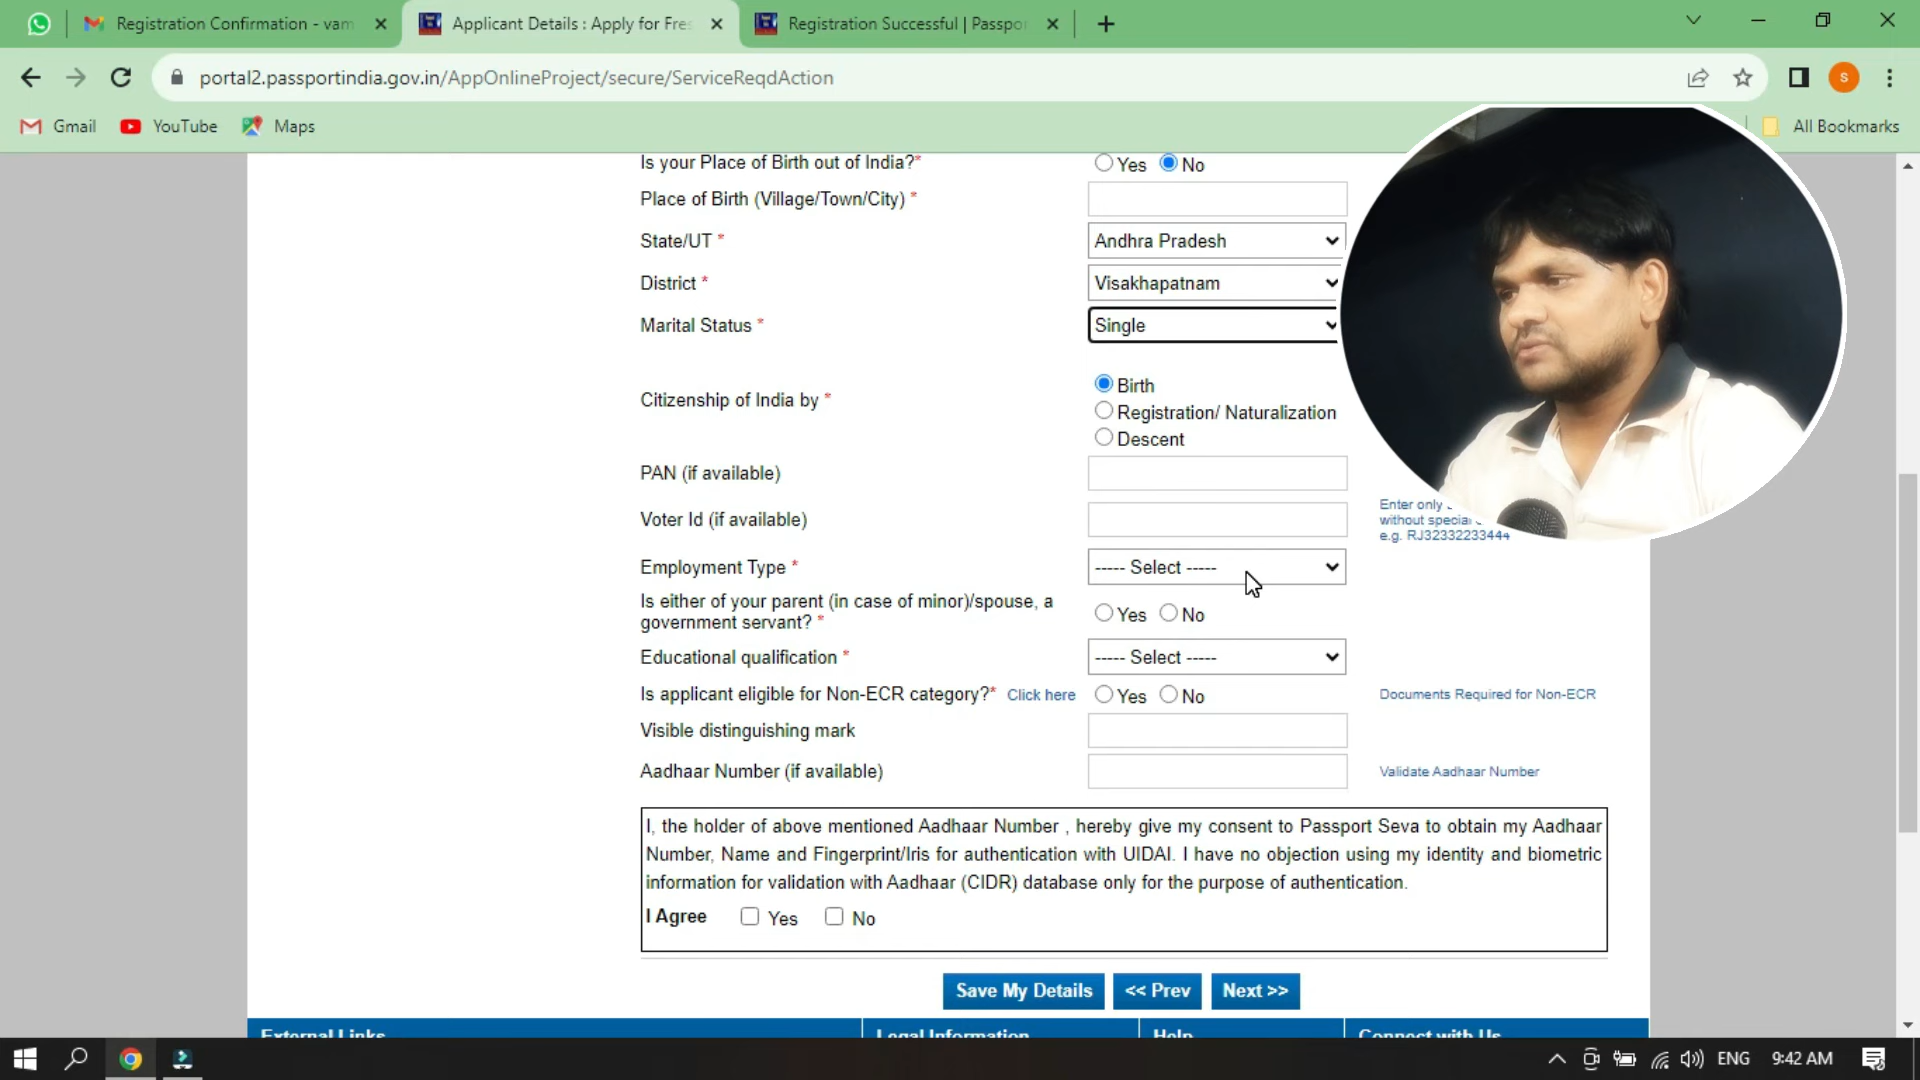 Registration Confirmation - vam
Applicant Details : Apply for Fres
Registration Successful | Passpor
portal2.passportindia.gov.in/AppOnlineProject/secure/ServiceReqdAction
S
Gmail
YouTube
Maps
All Bookmarks
Is your Place of Birth out of India?*
Yes No
Place of Birth (Village/Town/City) *
State/UT *
Andhra Pradesh
District *
Visakhapatnam
Marital Status *
Single
Citizenship of India by *
Birth
Registration/ Naturalization
Descent
PAN (if available)
Voter Id (if available)
Enter only
without special
e.g. RJ32332233444
Employment Type *
----- Select -----
Is either of your parent (in case of minor)/spouse, a
government servant? *
Yes No
Educational qualification *
----- Select -----
Is applicant eligible for Non-ECR category?* Click here
Yes No
Documents Required for Non-ECR
Visible distinguishing mark
Aadhaar Number (if available)
Validate Aadhaar Number
I, the holder of above mentioned Aadhaar Number , hereby give my consent to Passport Seva to obtain my Aadhaar
Number, Name and Fingerprint/Iris for authentication with UIDAI. I have no objection using my identity and biometric
information for validation with Aadhaar (CIDR) database only for the purpose of authentication.
I Agree Yes No
Save My Details
<< Prev
Next >>
External Links
Legal Information
Help
Connect with Us
ENG
9:42 AM